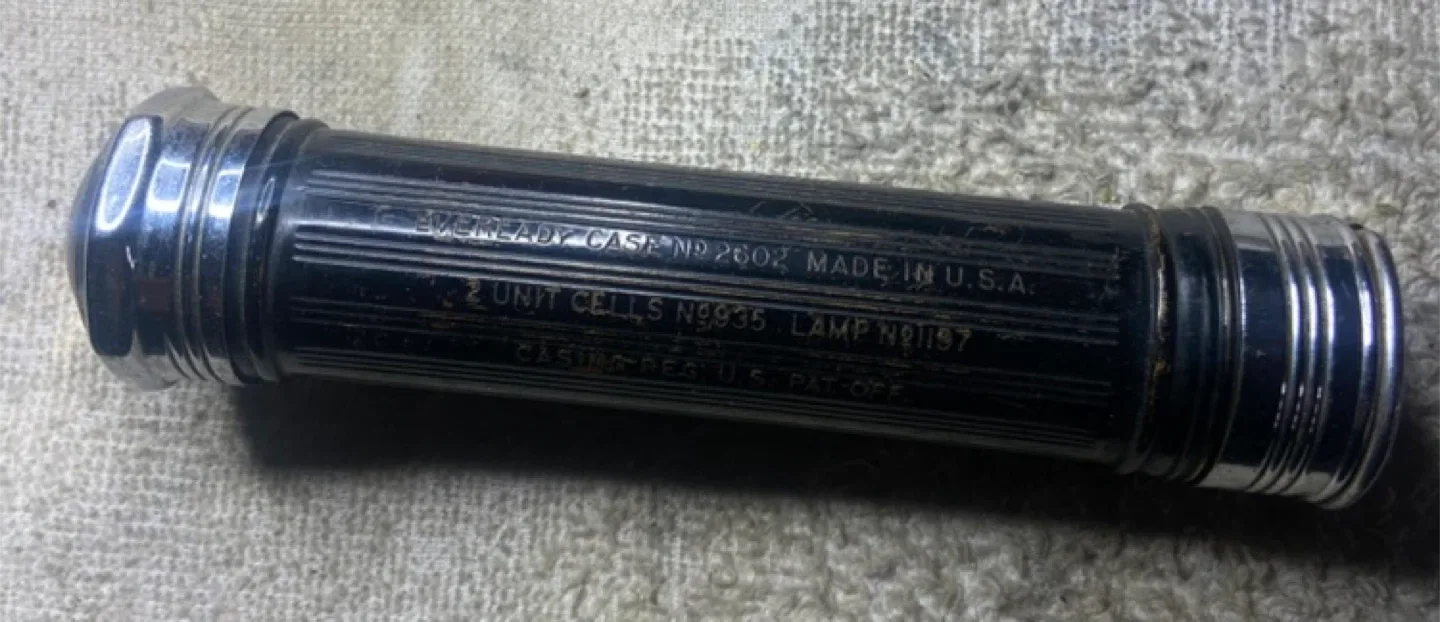 EVEREADY CASE Nº 2602 MADE IN U.S.A.
2 UNIT CELLS Nº 935 LAMP Nº 1197
CASING REG. U.S. PAT. OFF.